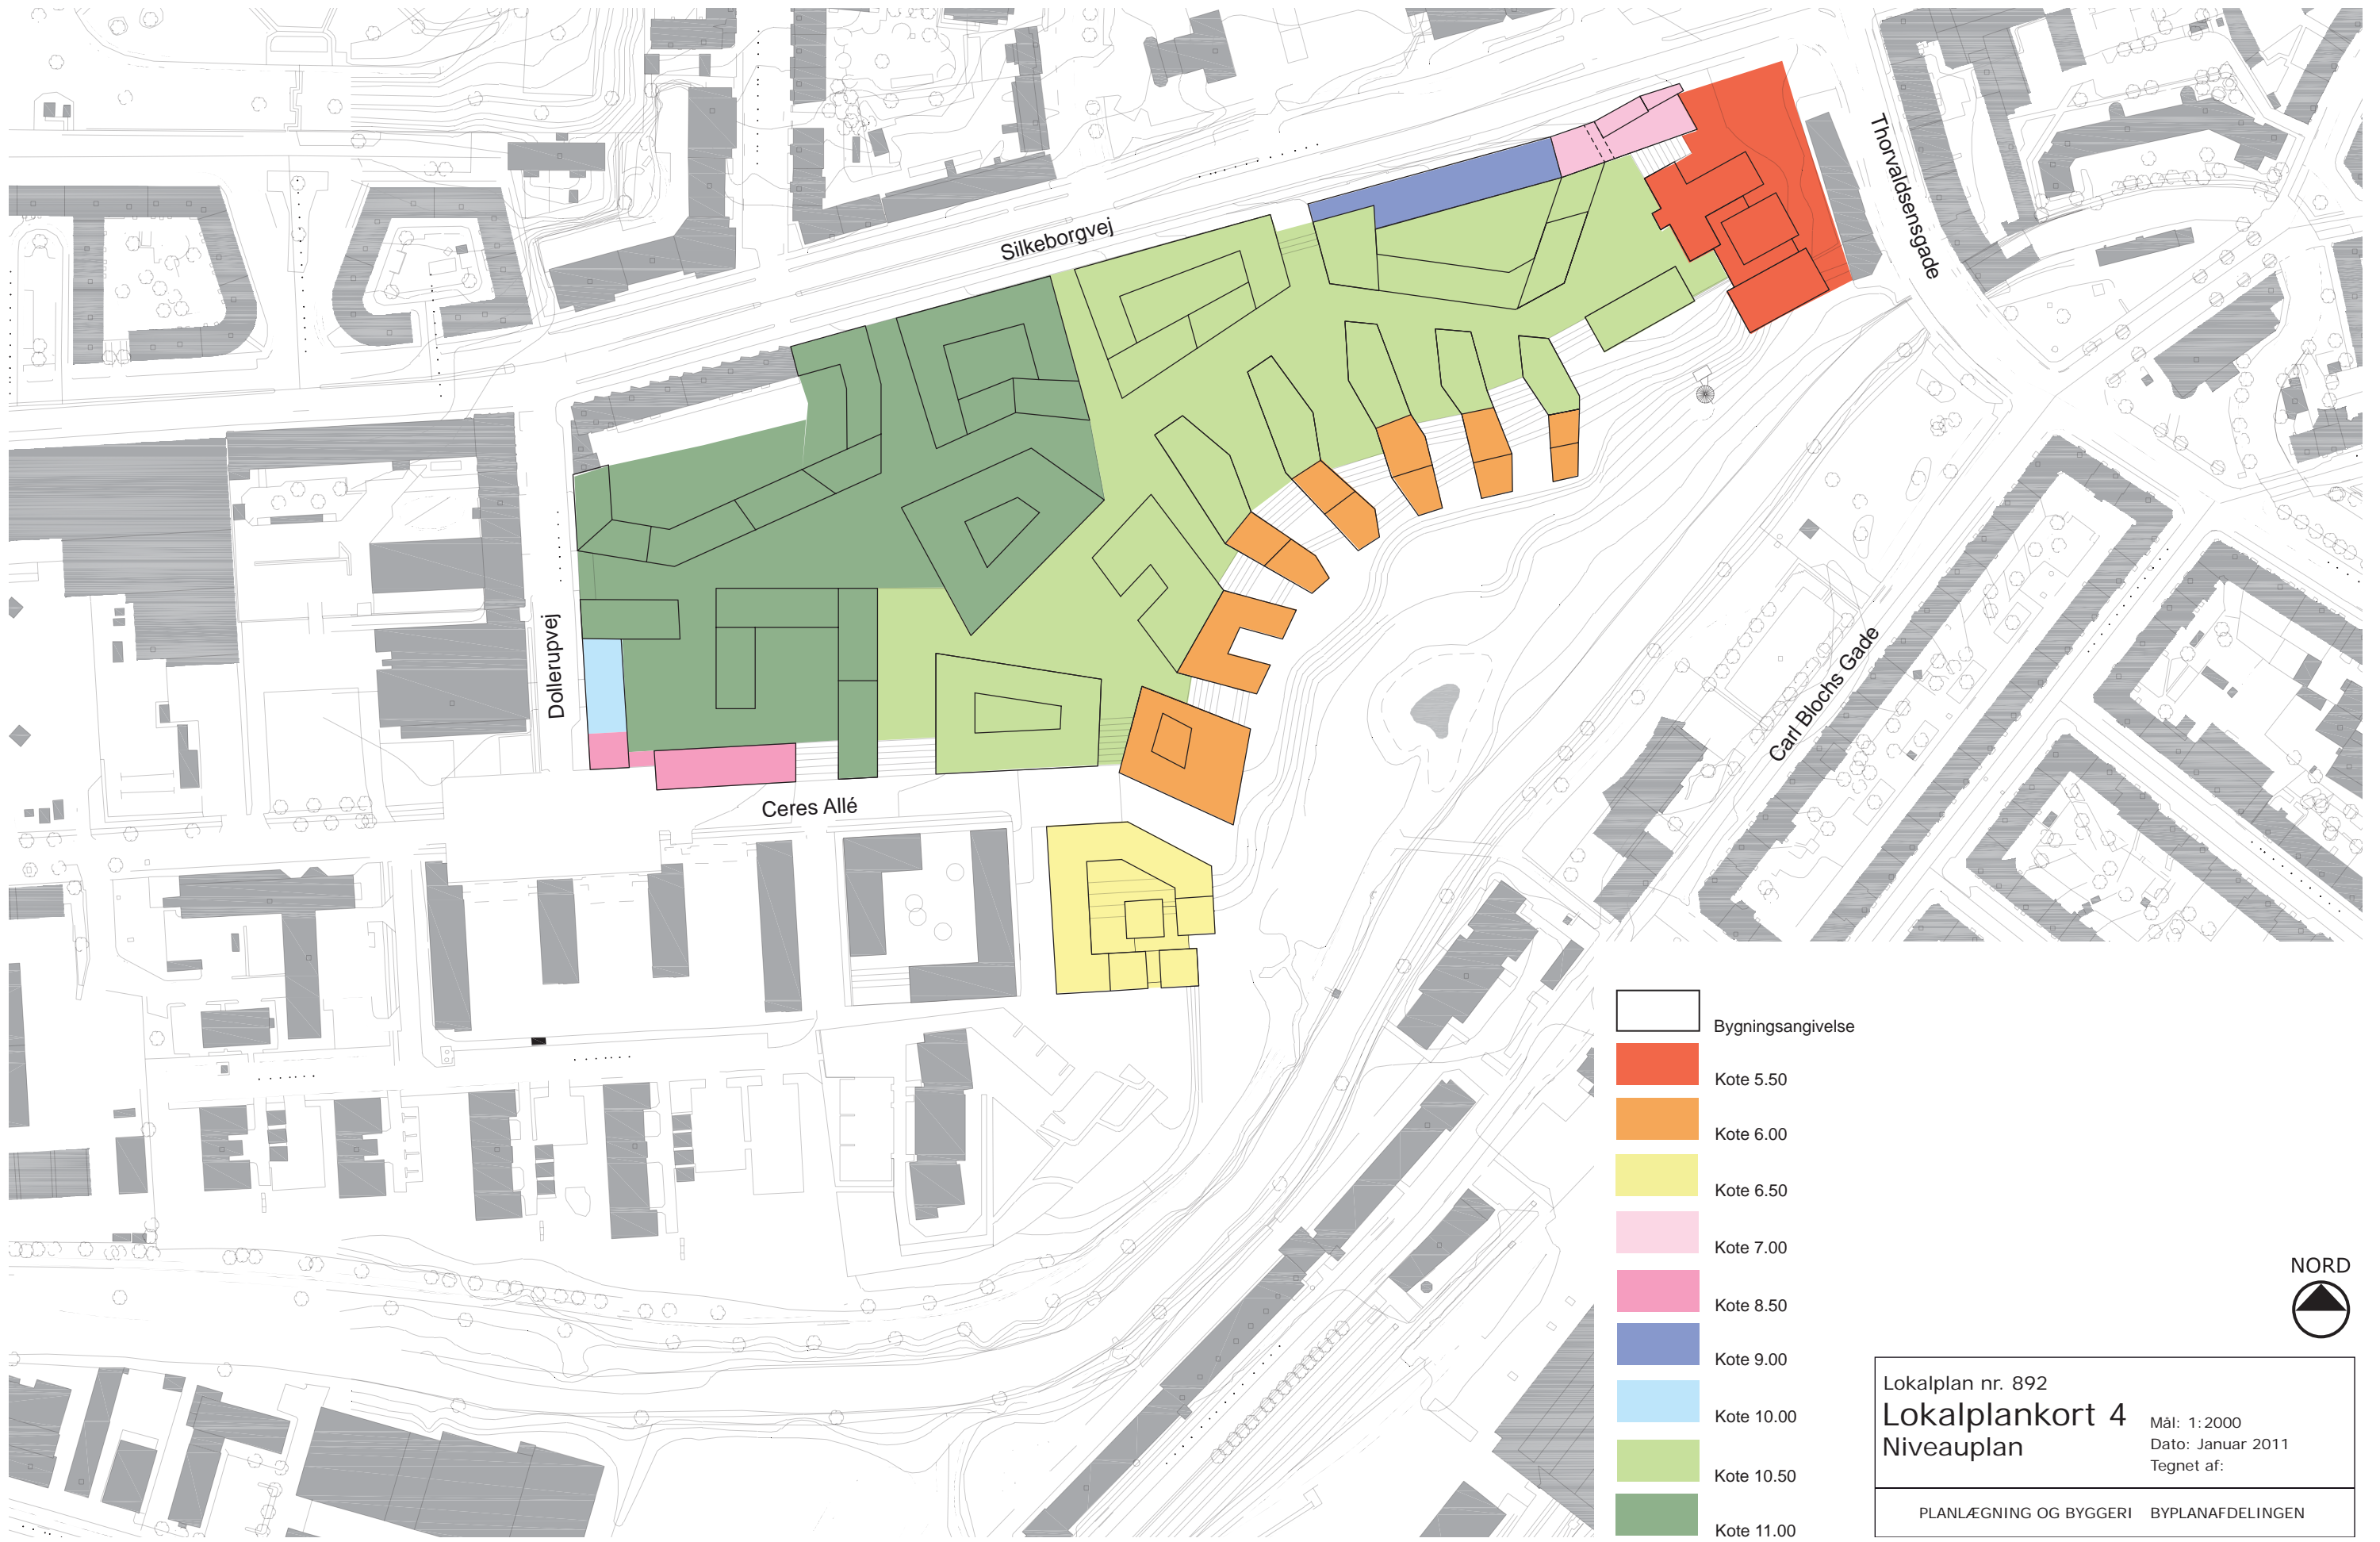 Silkeborgvej
Thorvaldsensgade
Dollerupvej
Carl Blochs Gade
Ceres Allé
Bygningsangivelse
Kote 5.50
Kote 6.00
Kote 6.50
Kote 7.00
Kote 8.50
Kote 9.00
Kote 10.00
Kote 10.50
Kote 11.00
NORD
Lokalplan nr. 892
Lokalplankort 4
Niveauplan
Mål: 1:2000
Dato: Januar 2011
Tegnet af:
PLANLÆGNING OG BYGGERI BYPLANAFDELINGEN